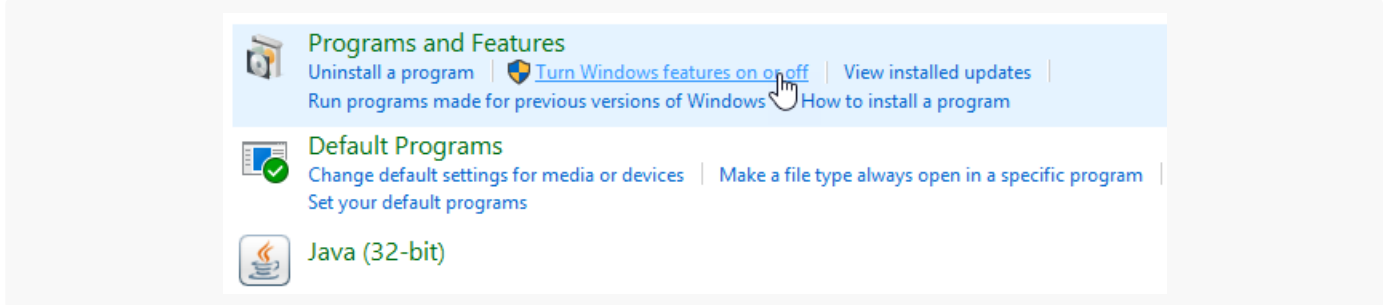 Programs and Features
Uninstall a program Turn Windows features on or off View installed updates
Run programs made for previous versions of Windows How to install a program
Default Programs
Change default settings for media or devices Make a file type always open in a specific program
Set your default programs
Java (32-bit)